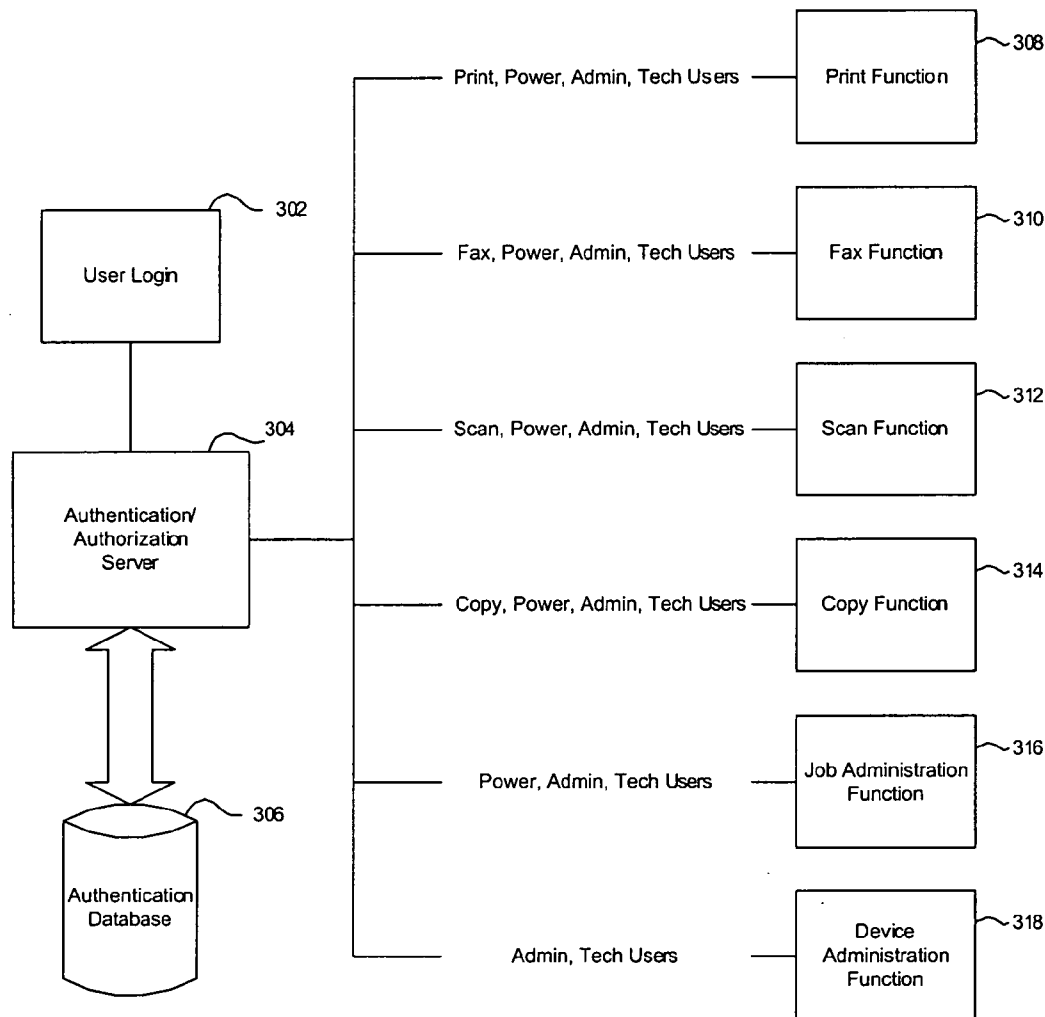 Print, Power, Admin, Tech Users
Print Function
308
302
User Login
Fax, Power, Admin, Tech Users
Fax Function
310
304
Authentication/
Authorization
Server
Scan, Power, Admin, Tech Users
Scan Function
312
Copy, Power, Admin, Tech Users
Copy Function
314
306
Authentication
Database
Power, Admin, Tech Users
Job Administration
Function
316
Admin, Tech Users
Device
Administration
Function
318